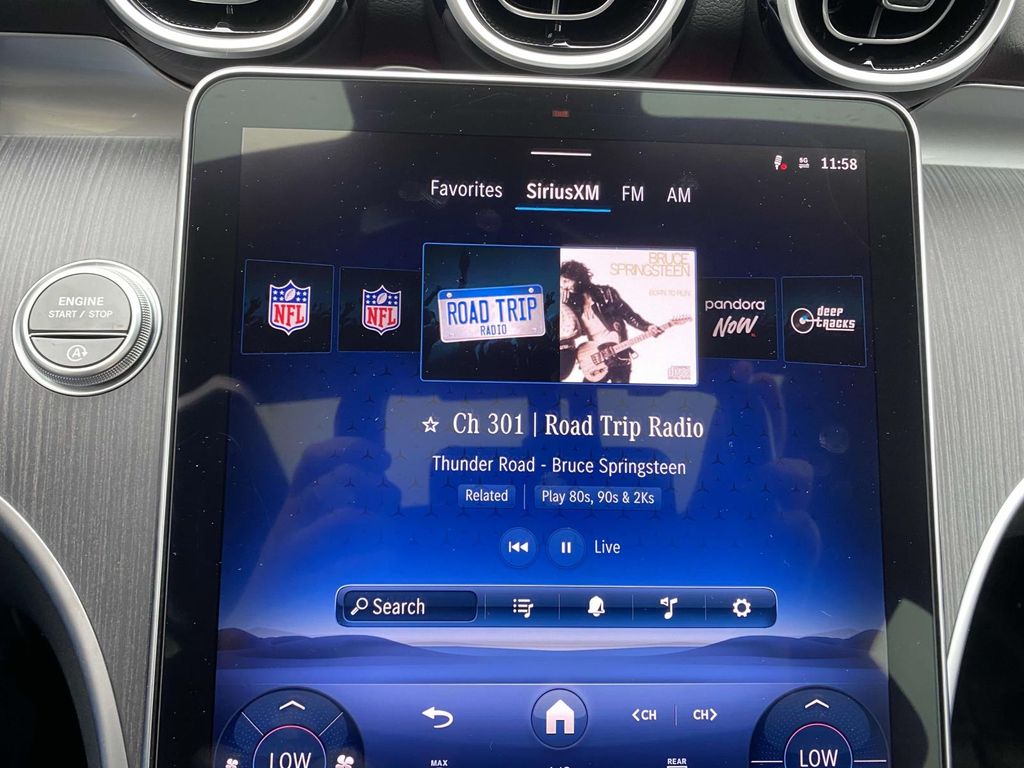 5G
11:58
Favorites SiriusXM FM AM
ENGINE
START / STOP
A
NFL
NFL
ROAD TRIP
RADIO
BRUCE
SPRINGSTEEN
BORN TO RUN
pandora
NOW
deep
tracks
Ch 301 | Road Trip Radio
Thunder Road - Bruce Springsteen
Related | Play 80s, 90s & 2Ks
Live
Search
<CH | CH>
LOW
MAX
REAR
LOW